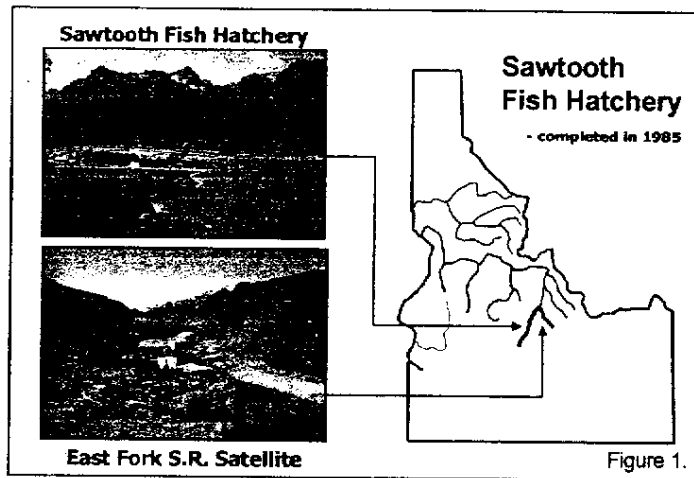 Sawtooth Fish Hatchery
Sawtooth
Fish Hatchery
- completed in 1985
East Fork S.R. Satellite
Figure 1.